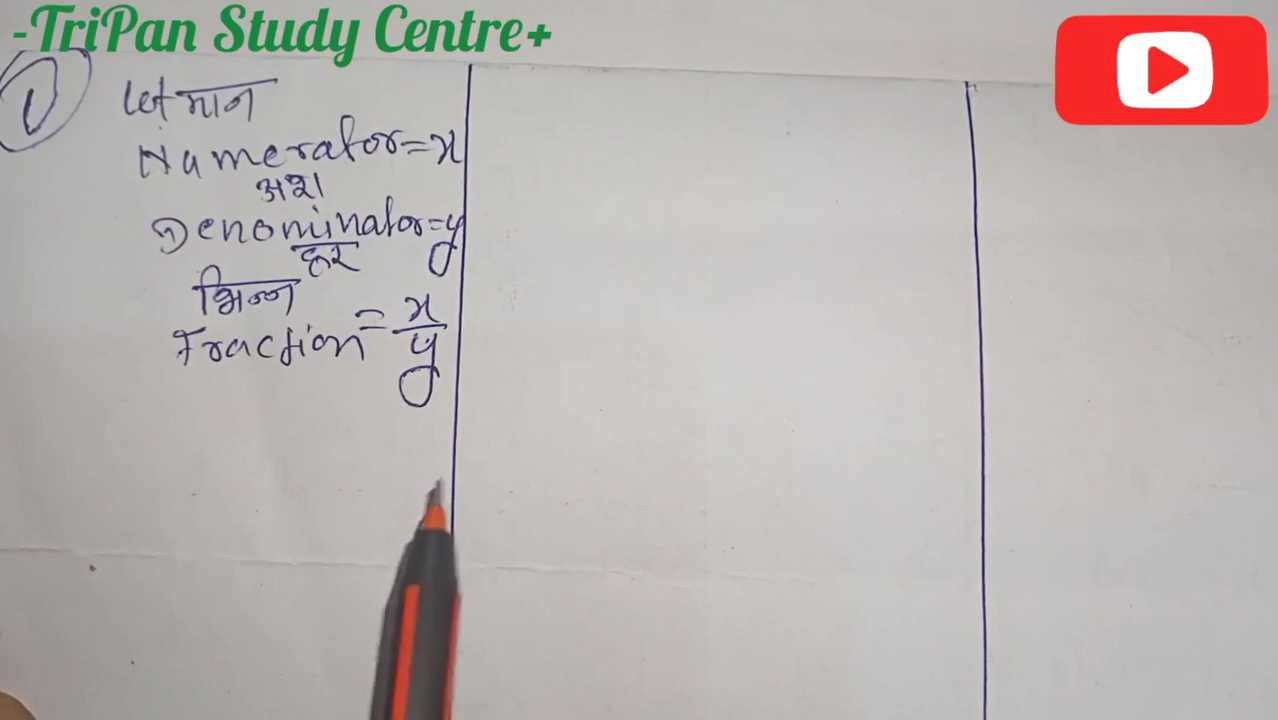 -TriPan Study Centre+
1) Let मान
Numerator=x
अंश
Denominator=y
हर
भिन्न
Fraction = x/y